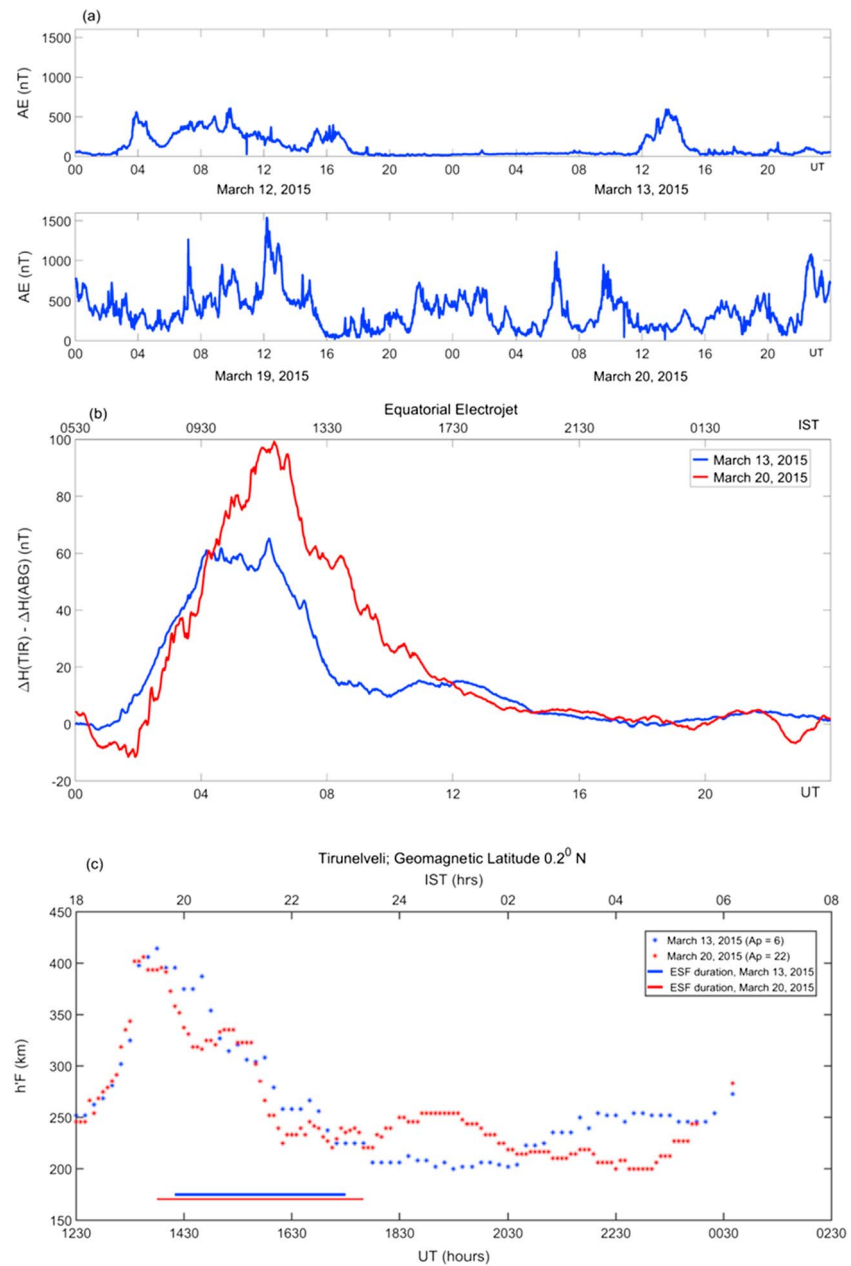 (a)
AE (nT)
1500
1000
500
0
00 04 08 12 16 20 00 04 08 12 16 20 UT
March 12, 2015 March 13, 2015
AE (nT)
1500
1000
500
0
00 04 08 12 16 20 00 04 08 12 16 20 UT
March 19, 2015 March 20, 2015
(b) Equatorial Electrojet
0530 0930 1330 1730 2130 0130 IST
ΔH(TIR) - ΔH(ABG) (nT)
100
80
60
40
20
0
-20
March 13, 2015
March 20, 2015
00 04 08 12 16 20 UT
(c) Tirunelveli; Geomagnetic Latitude 0.2⁰ N
IST (hrs)
18 20 22 24 02 04 06 08
h'F (km)
450
400
350
300
250
200
150
March 13, 2015 (Ap = 6)
March 20, 2015 (Ap = 22)
ESF duration, March 13, 2015
ESF duration, March 20, 2015
1230 1430 1630 1830 2030 2230 0030 0230
UT (hours)